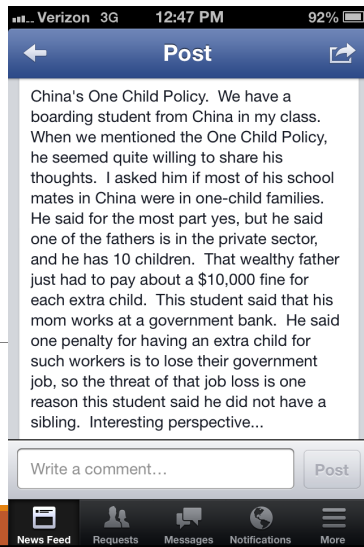 Verizon 3G 12:47 PM 92%
Post
China's One Child Policy. We have a
boarding student from China in my class.
When we mentioned the One Child Policy,
he seemed quite willing to share his
thoughts. I asked him if most of his school
mates in China were in one-child families.
He said for the most part yes, but he said
one of the fathers is in the private sector,
and he has 10 children. That wealthy father
just had to pay about a $10,000 fine for
each extra child. This student said that his
mom works at a government bank. He said
one penalty for having an extra child for
such workers is to lose their government
job, so the threat of that job loss is one
reason this student said he did not have a
sibling. Interesting perspective...
Write a comment... Post
News Feed Requests Messages Notifications More